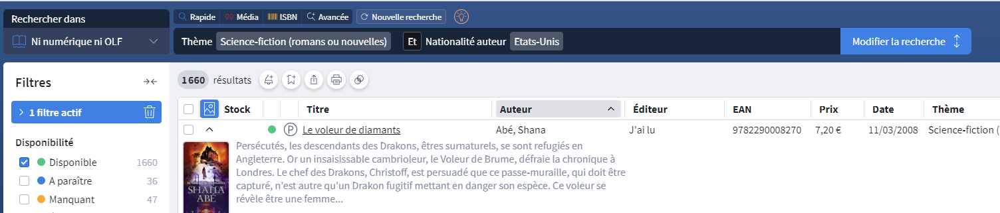 Rechercher dans
Rapide Média ISBN Avancée Nouvelle recherche
Ni numérique ni OLF
Thème Science-fiction (romans ou nouvelles) Et Nationalité auteur Etats-Unis Modifier la recherche
Filtres
1 660 résultats
1 filtre actif
Stock Titre Auteur Éditeur EAN Prix Date Thème
P Le voleur de diamants Abé, Shana J'ai lu 9782290008270 7,20 € 11/03/2008 Science-fiction (
Disponibilité
Disponible 1660
A paraître 36
Manquant 47
Persécutés, les descendants des Drakons, êtres surnaturels, se sont refugiés en
Angleterre. Or un insaisissable cambrioleur, le Voleur de Brume, défraie la chronique à
Londres. Le chef des Drakons, Christoff, est persuadé que ce passe-muraille, qui doit être
capturé, n'est autre qu'un Drakon fugitif mettant en danger son espèce. Ce voleur se
révèle être une femme...
SHANA
ABÉ